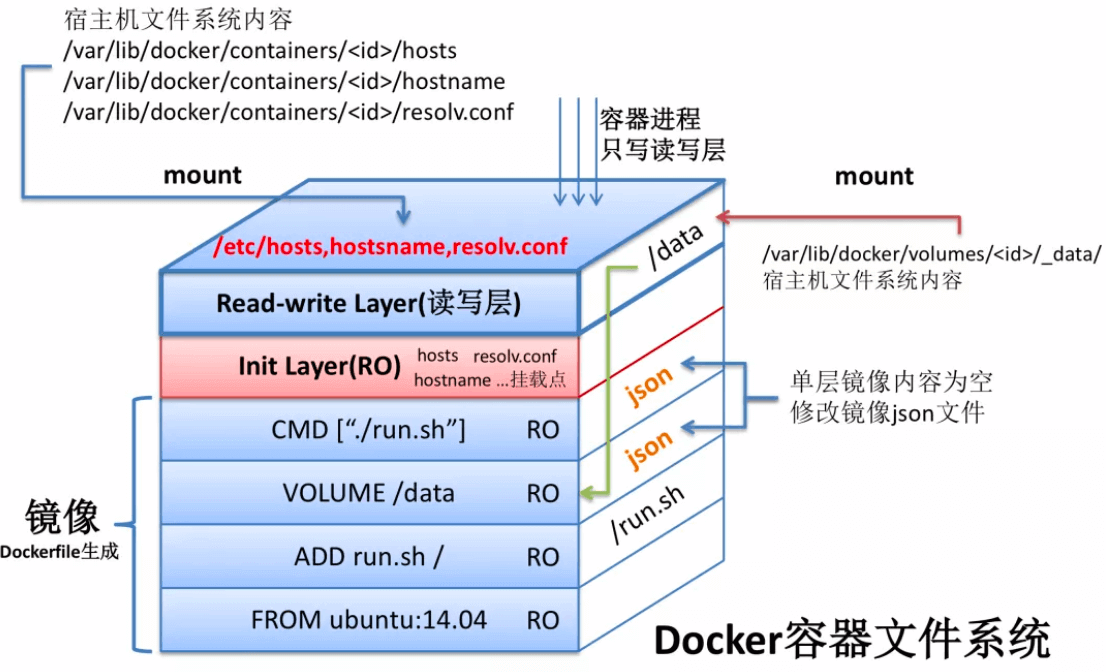 宿主机文件系统内容
/var/lib/docker/containers/<id>/hosts
/var/lib/docker/containers/<id>/hostname
/var/lib/docker/containers/<id>/resolv.conf
容器进程
只写读写层
mount
mount
/etc/hosts,hostsname,resolv.conf
/data
/var/lib/docker/volumes/<id>/_data/
宿主机文件系统内容
Read-write Layer(读写层)
Init Layer(RO)
hosts resolv.conf
hostname ...挂载点
json
单层镜像内容为空
修改镜像json文件
CMD [“./run.sh”] RO
json
VOLUME /data RO
/run.sh
镜像
Dockerfile生成
ADD run.sh / RO
FROM ubuntu:14.04 RO
Docker容器文件系统